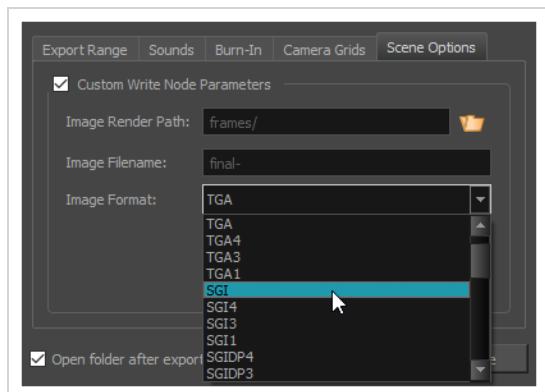 Export Range Sounds Burn-In Camera Grids Scene Options
Custom Write Node Parameters
Image Render Path: frames/
Image Filename: final-
Image Format: TGA
TGA
TGA4
TGA3
TGA1
SGI
SGI4
SGI3
SGI1
SGIDP4
Open folder after export
SGIDP3